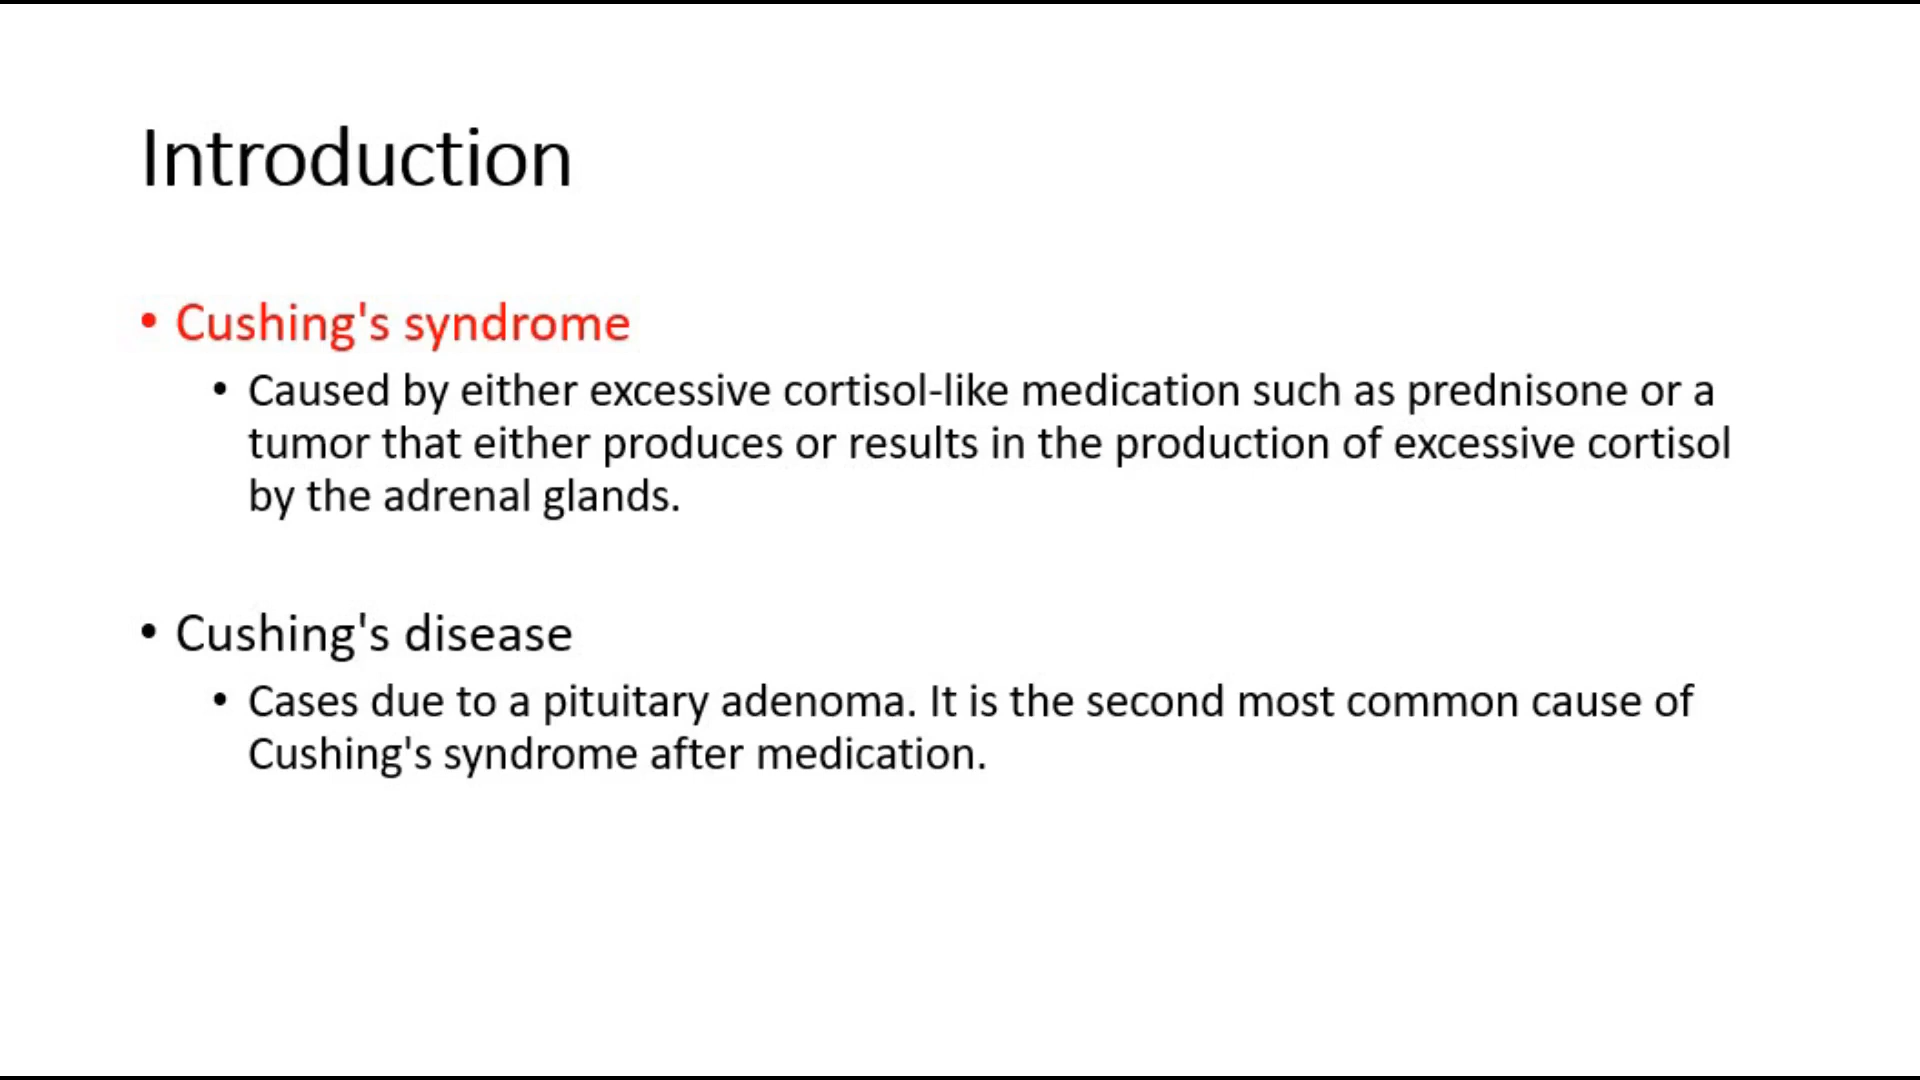 Introduction
• Cushing's syndrome
• Caused by either excessive cortisol-like medication such as prednisone or a
tumor that either produces or results in the production of excessive cortisol
by the adrenal glands.
• Cushing's disease
• Cases due to a pituitary adenoma. It is the second most common cause of
Cushing's syndrome after medication.